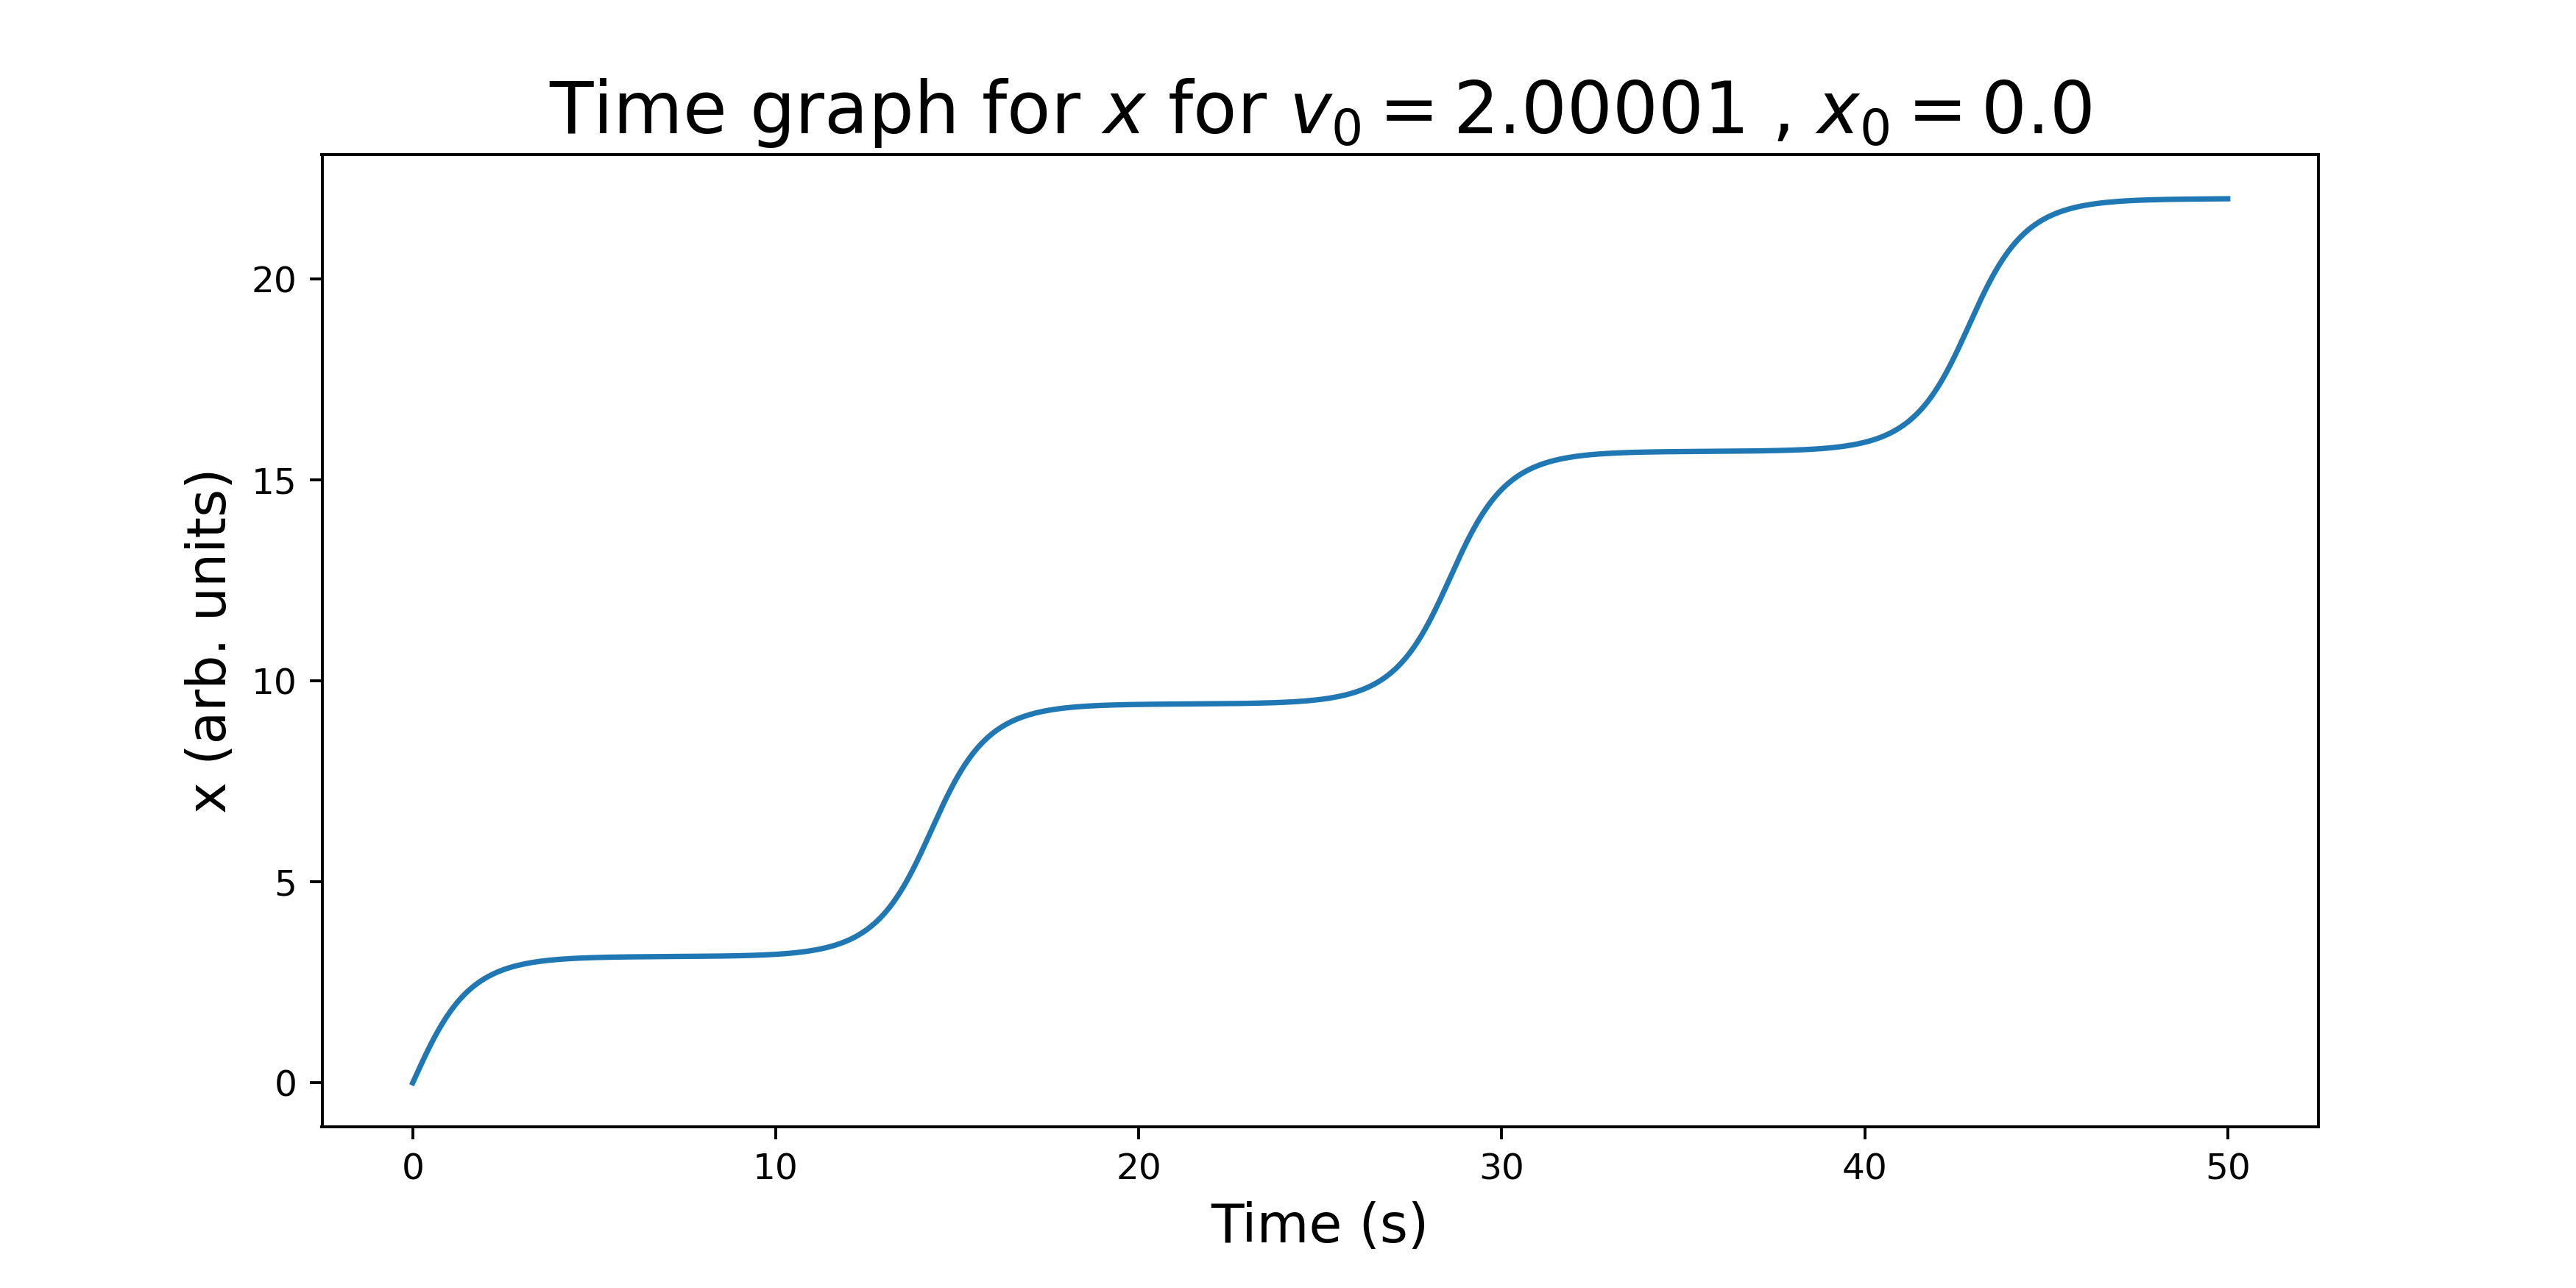 Time graph for x for v₀ = 2.00001 , x₀ = 0.0
20
15
10
5
0
x (arb. units)
0 10 20 30 40 50
Time (s)